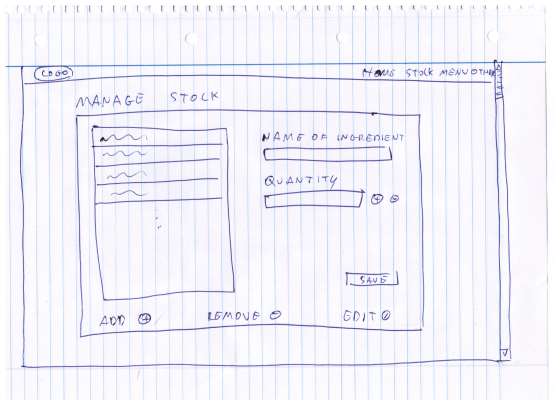 LOGO
HOME STOCK MENU OTHER
MANAGE STOCK
NAME OF INGREDIENT
QUANTITY
SAVE
ADD REMOVE EDIT